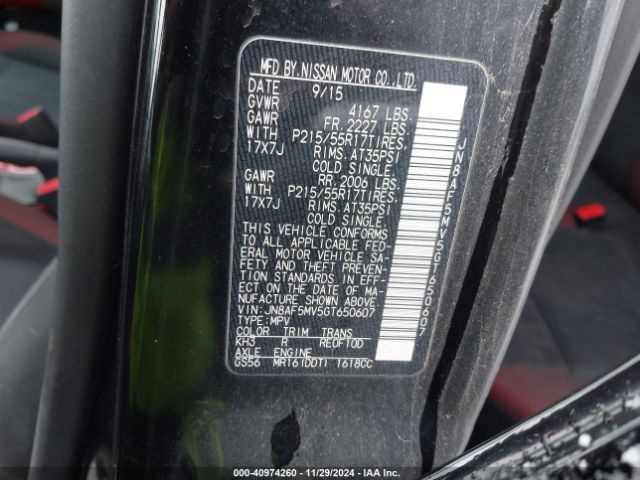 MFD BY NISSAN MOTOR CO.,LTD.
DATE 9/15
GVWR 4167 LBS.
GAWR FR. 2227 LBS.
WITH P215/55R17TIRES.
17X7J RIMS. AT35PSI
COLD SINGLE.
GAWR RR. 2006 LBS.
WITH P215/55R17TIRES.
17X7J RIMS. AT35PSI
COLD SINGLE.
THIS VEHICLE CONFORMS
TO ALL APPLICABLE FED-
ERAL MOTOR VEHICLE SA-
FETY AND THEFT PREVEN-
TION STANDARDS IN EFF-
ECT ON THE DATE OF MA-
NUFACTURE SHOWN ABOVE.
VIN:JN8AF5MV5GT650607
TYPE:MPV
COLOR TRIM TRANS
KH3 R RE0F10D
AXLE ENGINE
GS56 MR16(DDT) 1618CC
JN8AF5MV5GT650607
000-40974260 - 11/29/2024 - IAA Inc.